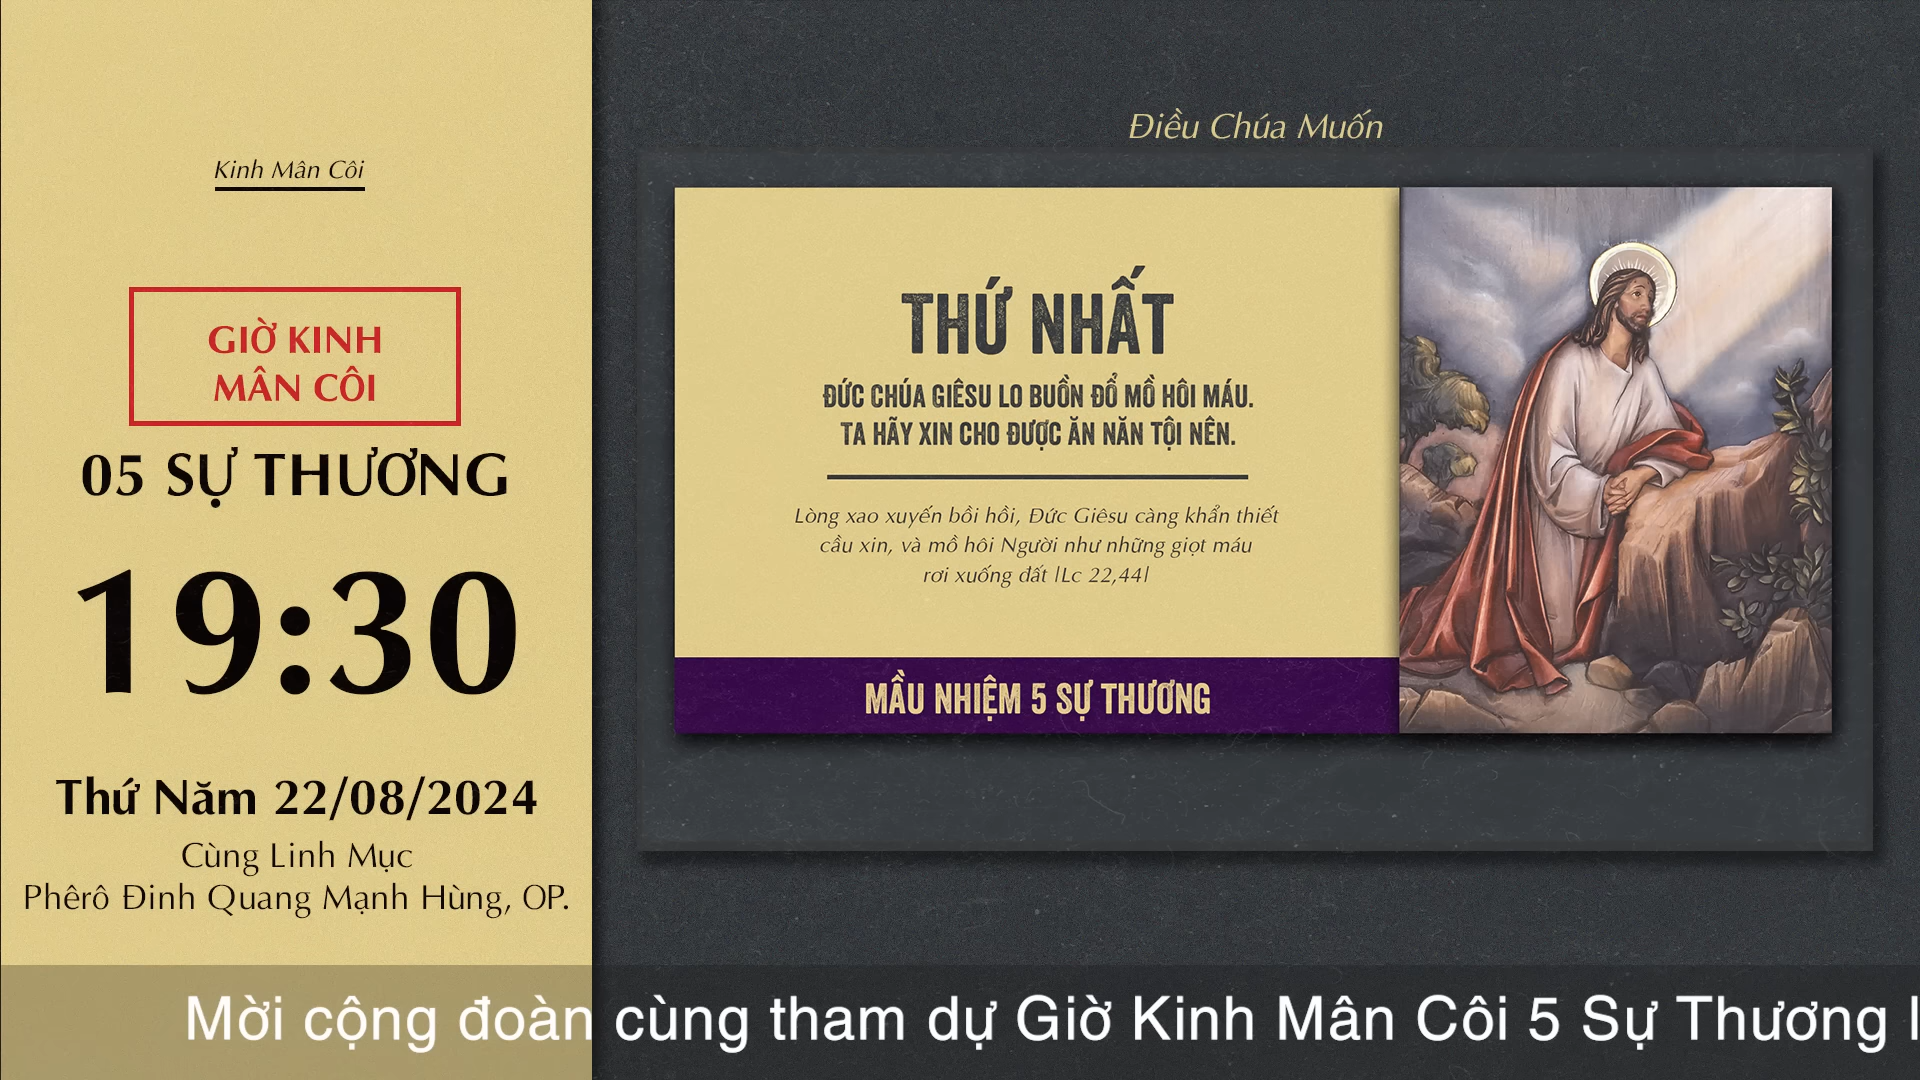 Kinh Mân Côi
GIỜ KINH
MÂN CÔI
05 SỰ THƯƠNG
19:30
Thứ Năm 22/08/2024
Cùng Linh Mục
Phêrô Đinh Quang Mạnh Hùng, OP.
Điều Chúa Muốn
THỨ NHẤT
ĐỨC CHÚA GIÊSU LO BUỒN ĐỔ MỒ HÔI MÁU.
TA HÃY XIN CHO ĐƯỢC ĂN NĂN TỘI NÊN.
Lòng xao xuyến bồi hồi, Đức Giêsu càng khẩn thiết
cầu xin, và mồ hôi Người như những giọt máu
rơi xuống đất |Lc 22,44|
MẦU NHIỆM 5 SỰ THƯƠNG
Mời cộng đoàn cùng tham dự Giờ Kinh Mân Côi 5 Sự Thương